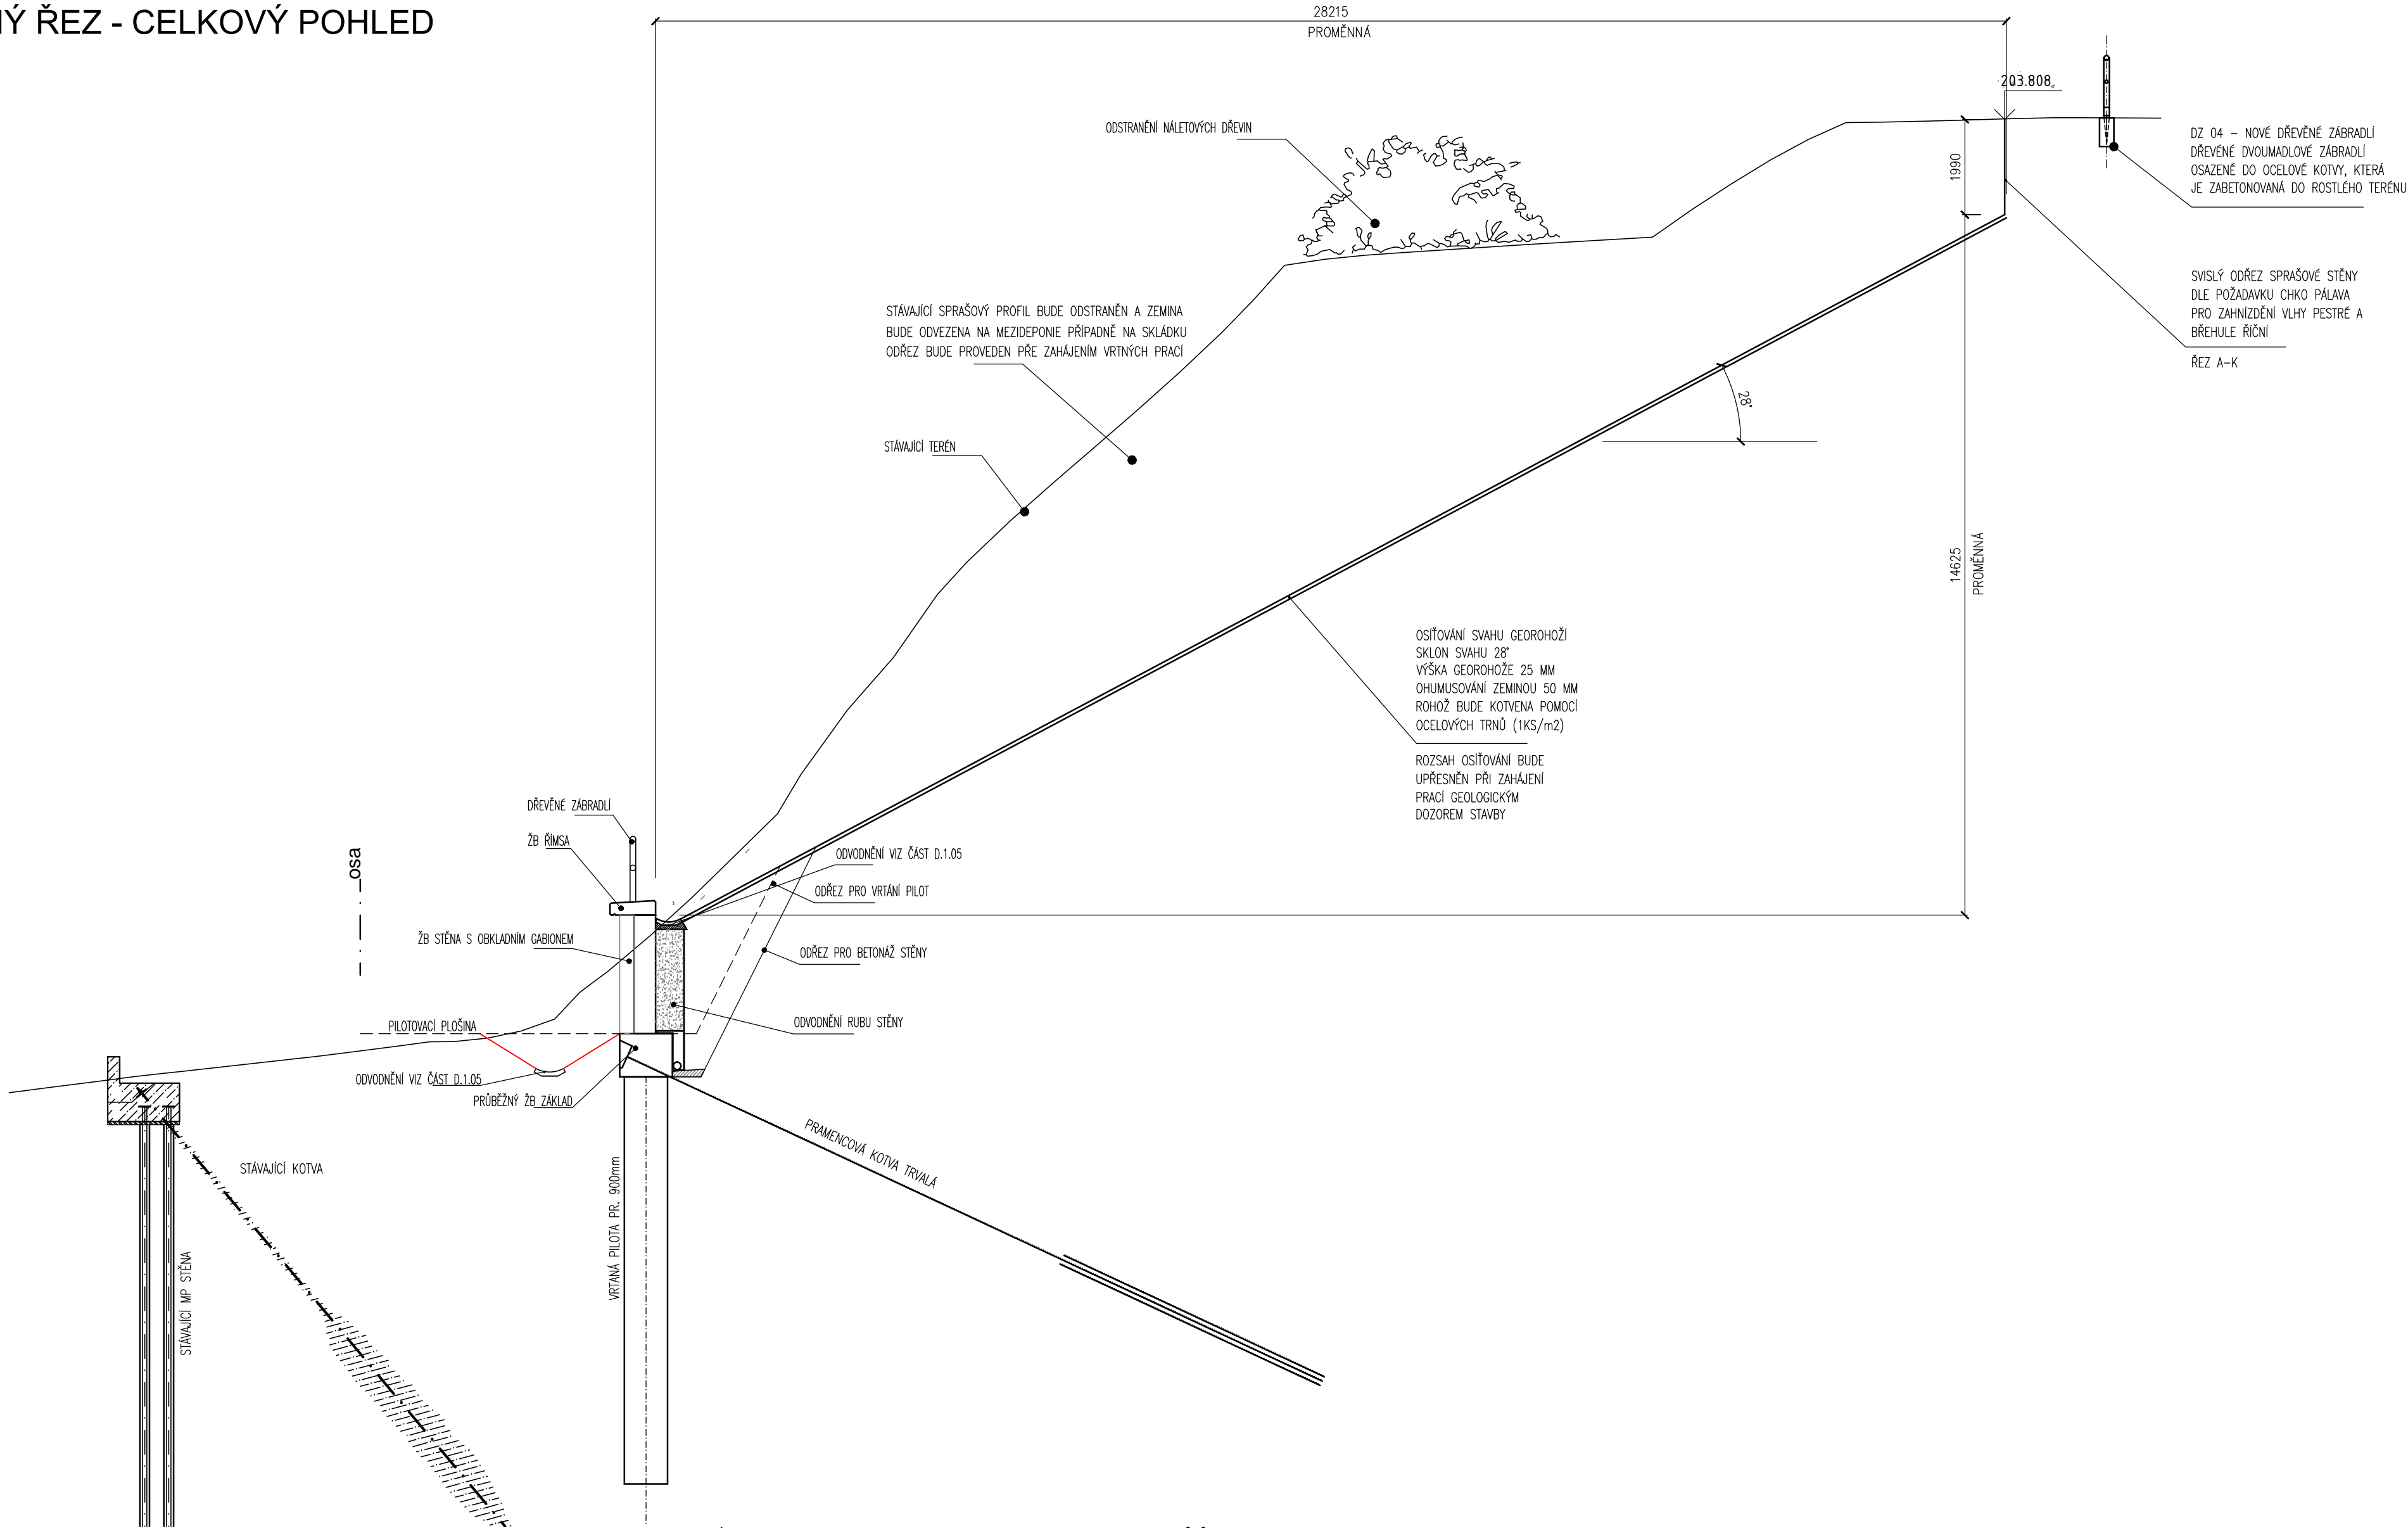 Ý ŘEZ - CELKOVÝ POHLED
28215
PROMĚNNÁ
203.808
ODSTRANĚNÍ NÁLETOVÝCH DŘEVIN
1990
DZ 04 – NOVÉ DŘEVĚNÉ ZÁBRADLÍ
DŘEVĚNÉ DVOUMADLOVÉ ZÁBRADLÍ
OSAZENÉ DO OCELOVÉ KOTVY, KTERÁ
JE ZABETONOVANÁ DO ROSTLÉHO TERÉNU
SVISLÝ ODŘEZ SPRAŠOVÉ STĚNY
DLE POŽADAVKU CHKO PÁLAVA
PRO ZAHNÍZDĚNÍ VLHY PESTRÉ A
BŘEHULE ŘÍČNÍ
ŘEZ A–K
STÁVAJÍCÍ SPRAŠOVÝ PROFIL BUDE ODSTRANĚN A ZEMINA
BUDE ODVEZENA NA MEZIDEPONIE PŘÍPADNĚ NA SKLÁDKU
ODŘEZ BUDE PROVEDEN PŘE ZAHÁJENÍM VRTNÝCH PRACÍ
28°
STÁVAJÍCÍ TERÉN
14625
PROMĚNNÁ
OSÍŤOVÁNÍ SVAHU GEOROHOŽÍ
SKLON SVAHU 28°
VÝŠKA GEOROHOŽE 25 MM
OHUMUSOVÁNÍ ZEMINOU 50 MM
ROHOŽ BUDE KOTVENA POMOCÍ
OCELOVÝCH TRNŮ (1KS/m2)
ROZSAH OSÍŤOVÁNÍ BUDE
UPŘESNĚN PŘI ZAHÁJENÍ
PRACÍ GEOLOGICKÝM
DOZOREM STAVBY
DŘEVĚNÉ ZÁBRADLÍ
ŽB ŘÍMSA
osa
ODVODNĚNÍ VIZ ČÁST D.1.05
ODŘEZ PRO VRTÁNÍ PILOT
ŽB STĚNA S OBKLADNÍM GABIONEM
ODŘEZ PRO BETONÁŽ STĚNY
PILOTOVACÍ PLOŠINA
ODVODNĚNÍ RUBU STĚNY
ODVODNĚNÍ VIZ ČÁST D.1.05
PRŮBĚŽNÝ ŽB ZÁKLAD
STÁVAJÍCÍ KOTVA
PRAMENCOVÁ KOTVA TRVALÁ
VRTANÁ PILOTA PR. 900mm
STÁVAJÍCÍ MP STĚNA